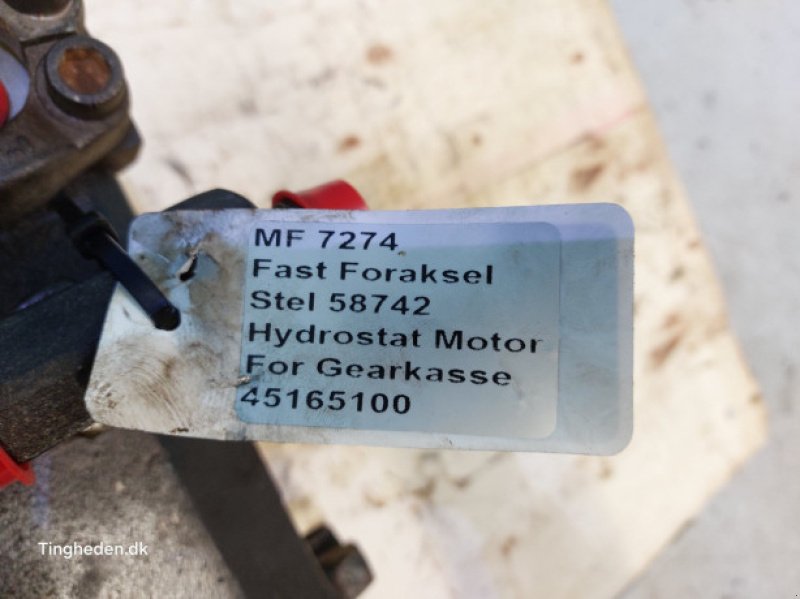 MF 7274
Fast Foraksel
Stel 58742
Hydrostat Motor
For Gearkasse
45165100
Tingheden.dk